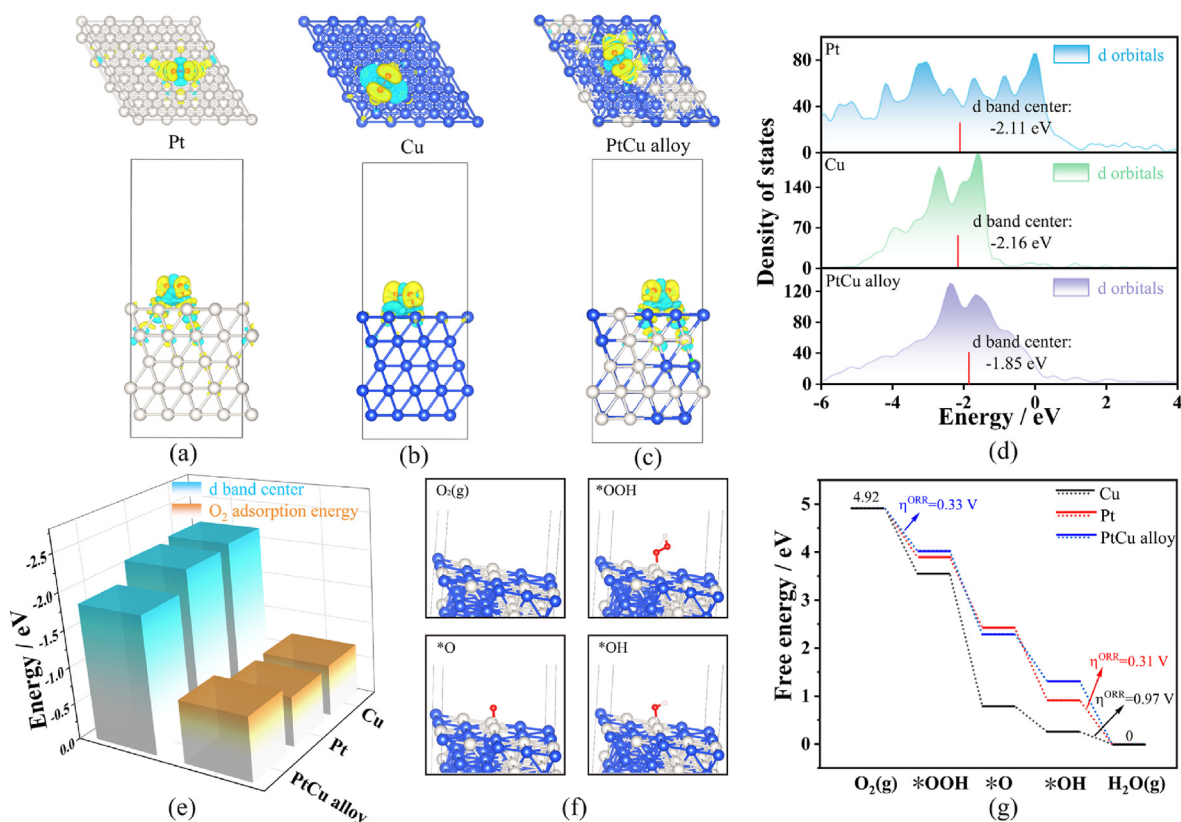 Pt
Cu
PtCu alloy
(a)
(b)
(c)
Density of states
Pt
d orbitals
80
40
0
d band center:
-2.11 eV
Cu
d orbitals
140
70
0
d band center:
-2.16 eV
PtCu alloy
d orbitals
120
80
40
0
d band center:
-1.85 eV
-6
-4
-2
0
2
4
Energy / eV
(d)
d band center
O₂ adsorption energy
Energy / eV
-2.5
-2.0
-1.5
-1.0
-0.5
0.0
Cu
Pt
PtCu alloy
(e)
O₂(g)
*OOH
*O
*OH
(f)
Free energy / eV
5
4
3
2
1
0
4.92
η^ORR=0.33 V
Cu
Pt
PtCu alloy
η^ORR=0.31 V
η^ORR=0.97 V
0
O₂(g)
*OOH
*O
*OH
H₂O(g)
(g)